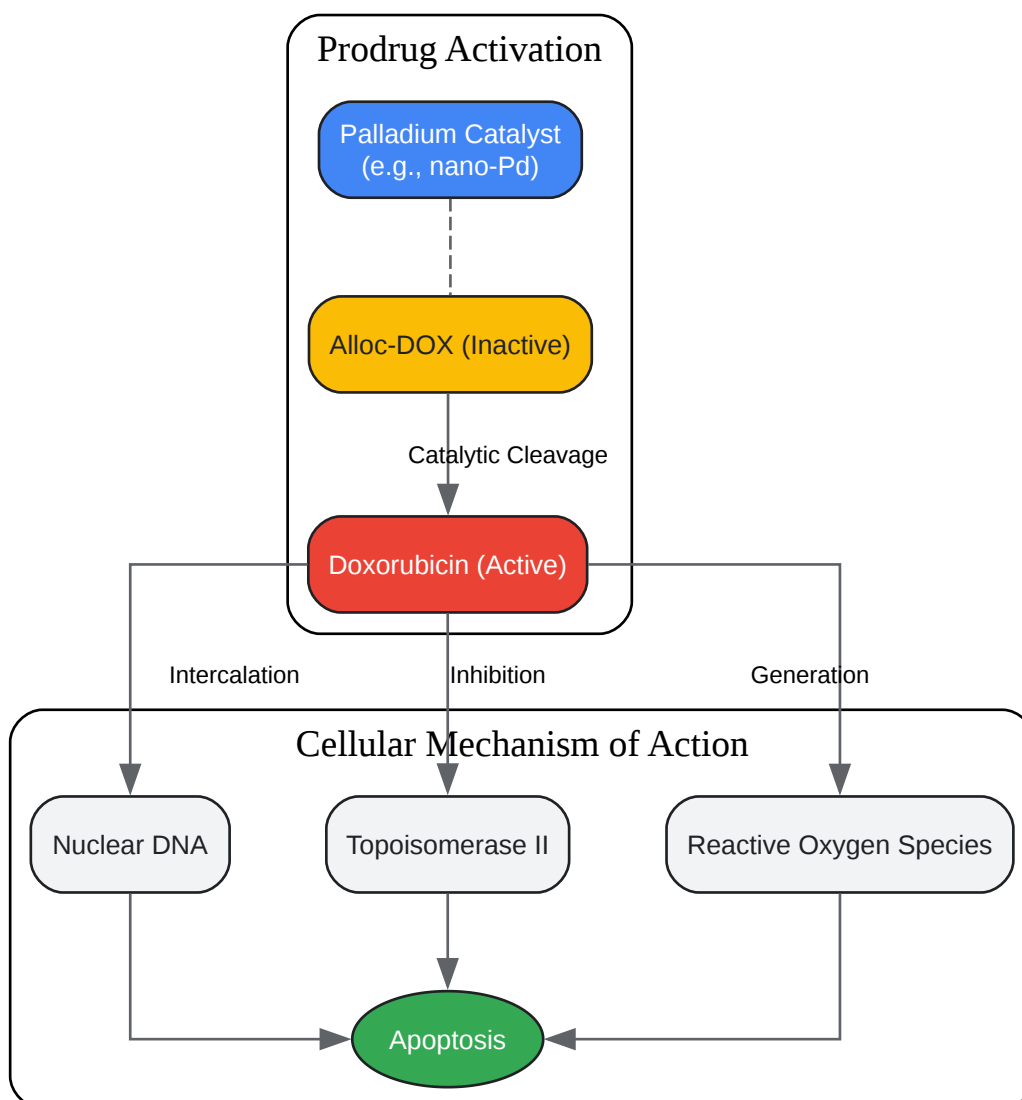 Prodrug Activation
Palladium Catalyst
(e.g., nano-Pd)
Alloc-DOX (Inactive)
Catalytic Cleavage
Doxorubicin (Active)
Intercalation
Inhibition
Generation
Cellular Mechanism of Action
Nuclear DNA
Topoisomerase II
Reactive Oxygen Species
Apoptosis